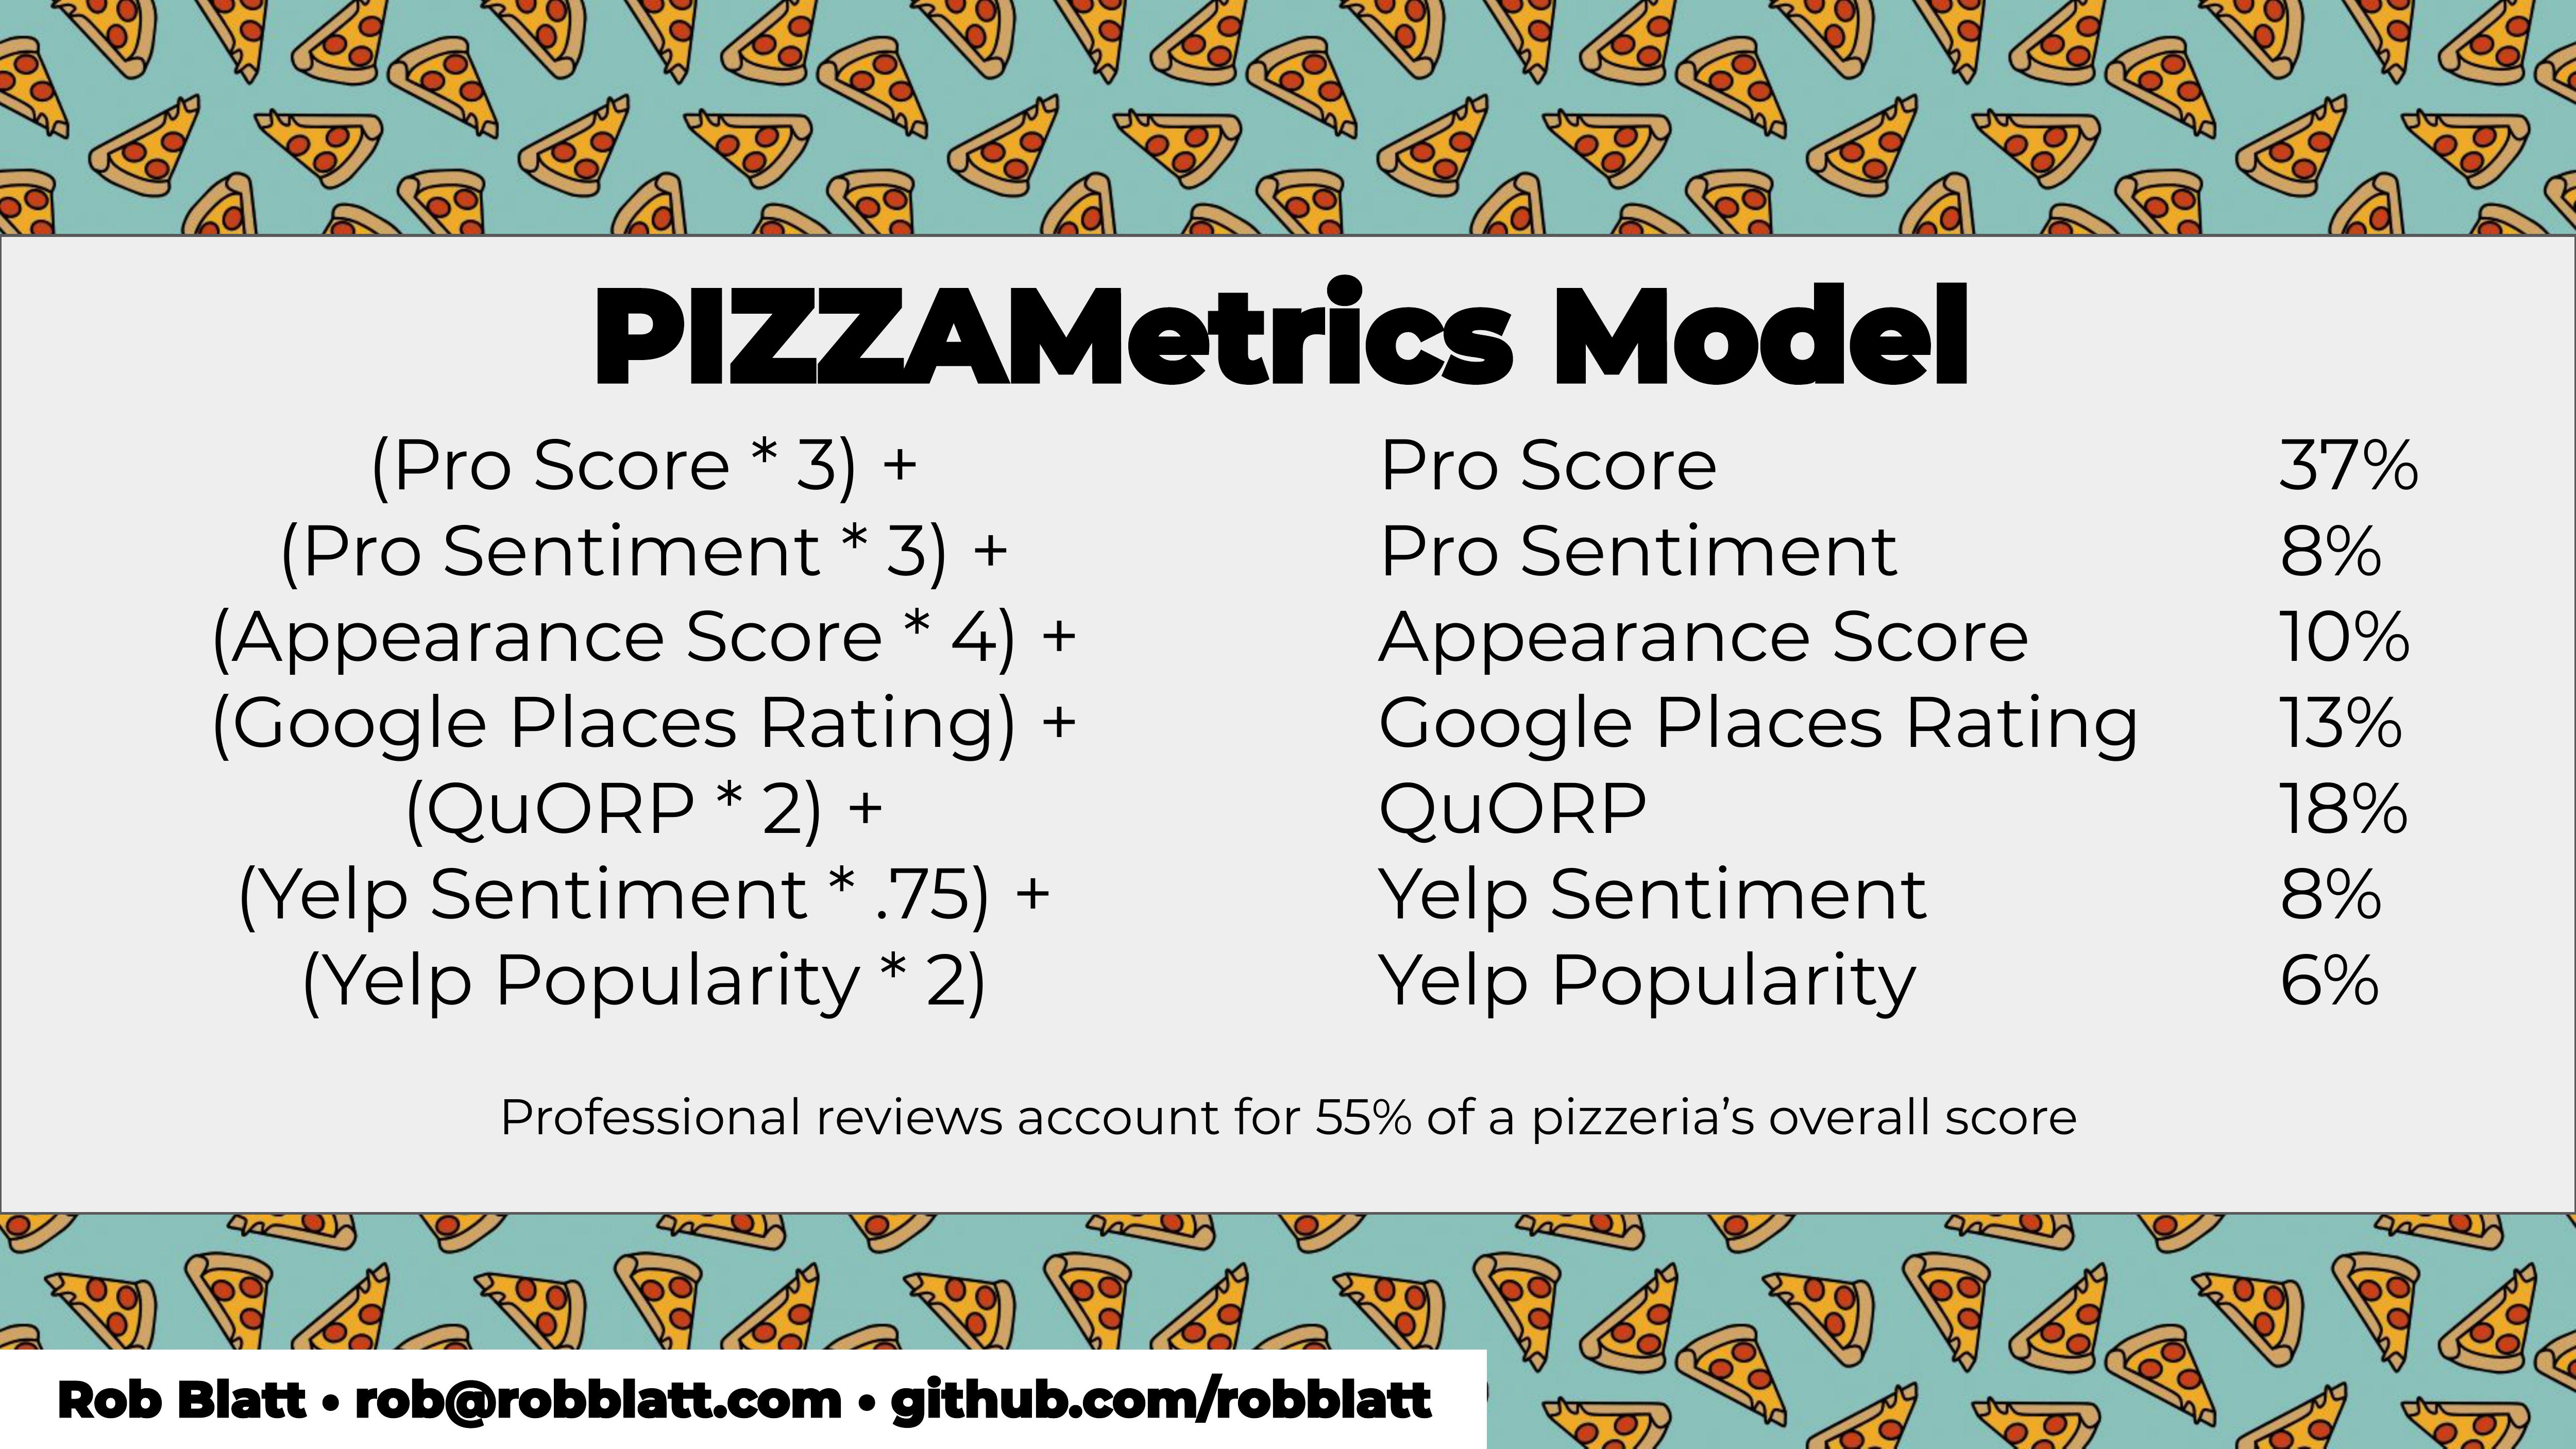 PIZZAMetrics Model
(Pro Score * 3) +
(Pro Sentiment * 3) +
(Appearance Score * 4) +
(Google Places Rating) +
(QuORP * 2) +
(Yelp Sentiment * .75) +
(Yelp Popularity * 2)
Pro Score 37%
Pro Sentiment 8%
Appearance Score 10%
Google Places Rating 13%
QuORP 18%
Yelp Sentiment 8%
Yelp Popularity 6%
Professional reviews account for 55% of a pizzeria’s overall score
Rob Blatt • rob@robblatt.com • github.com/robblatt